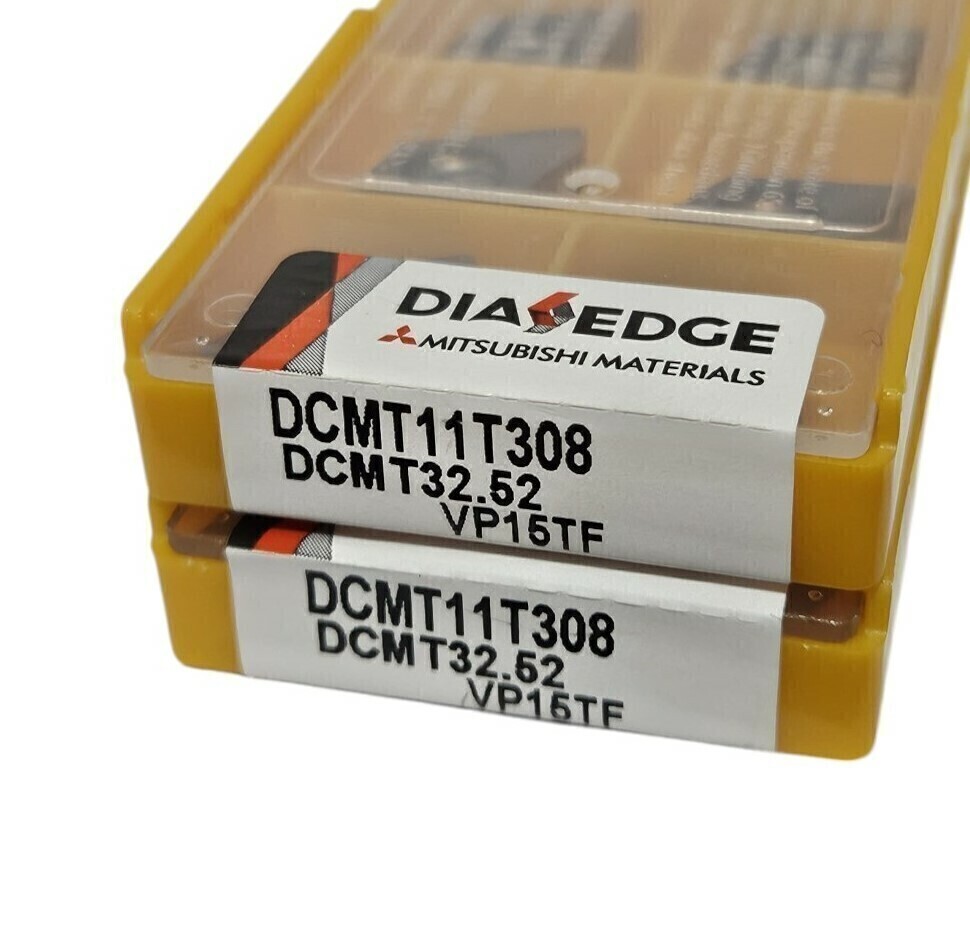 DIAEDGE
MITSUBISHI MATERIALS
DCMT11T308
DCMT32.52
VP15TF
DCMT11T308
DCMT32.52
VP15TF